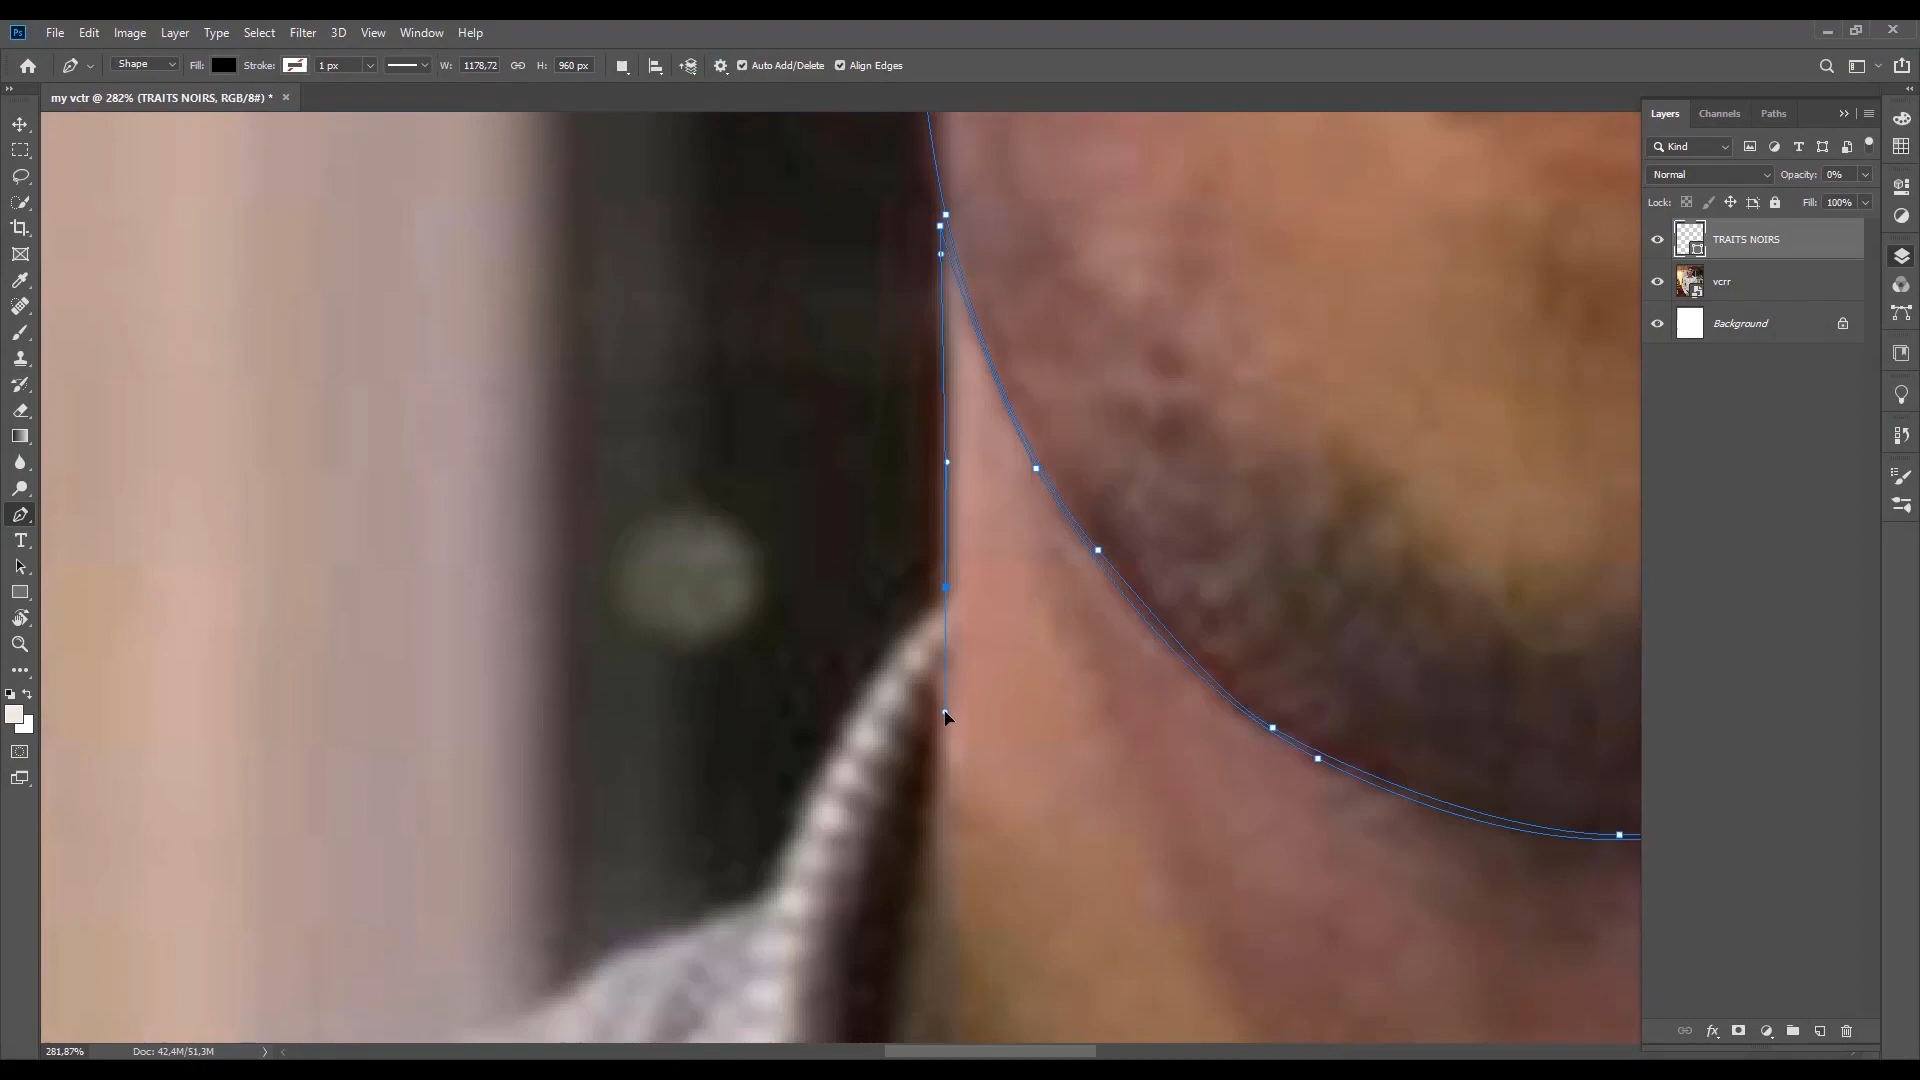 Ps File Edit Image Layer Type Select Filter 3D View Window Help
Shape Fill: Stroke: 1 px W: 1178,72 H: 960 px Auto Add/Delete Align Edges
my vctr @ 282% (TRAITS NOIRS, RGB/8#) *
Layers Channels Paths
Kind
Normal Opacity: 0%
Lock: Fill: 100%
TRAITS NOIRS
vcrr
Background
281,87% Doc: 42,4M/51,3M